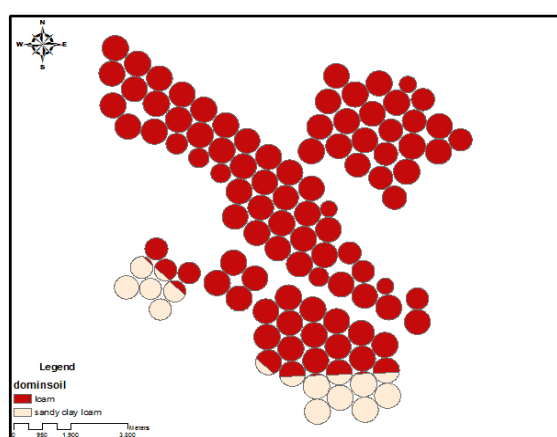 N
W E
S
Legend
dominsoil
loam
sandy clay loam
Meters
0 950 1.900 3.800